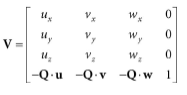 u_x v_x w_x 0
V = u_y v_y w_y 0
u_z v_z w_z 0
-Q·u -Q·v -Q·w 1